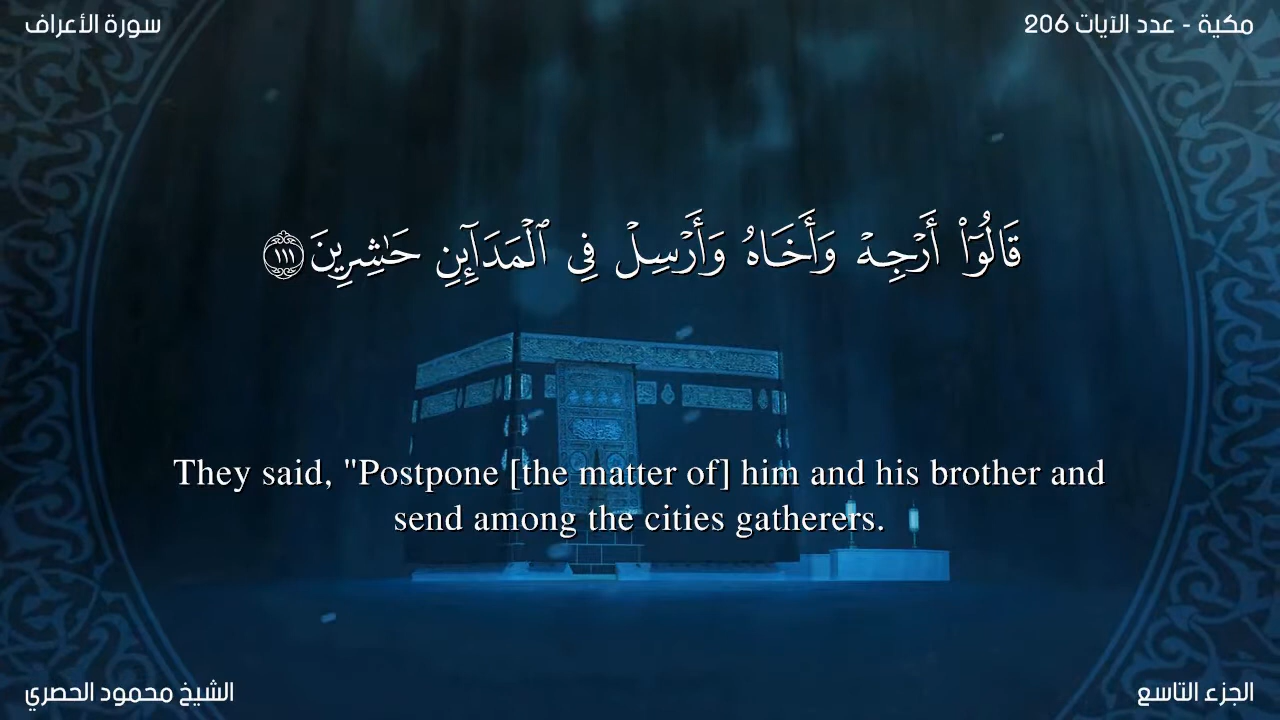 سورة الأعراف
مكية - عدد الآيات 206
قَالُوٓا۟ أَرْجِهْ وَأَخَاهُ وَأَرْسِلْ فِى ٱلْمَدَآئِنِ حَـٰشِرِينَ ١١١
They said, "Postpone [the matter of] him and his brother and
send among the cities gatherers.
الشيخ محمود الحصري
الجزء التاسع